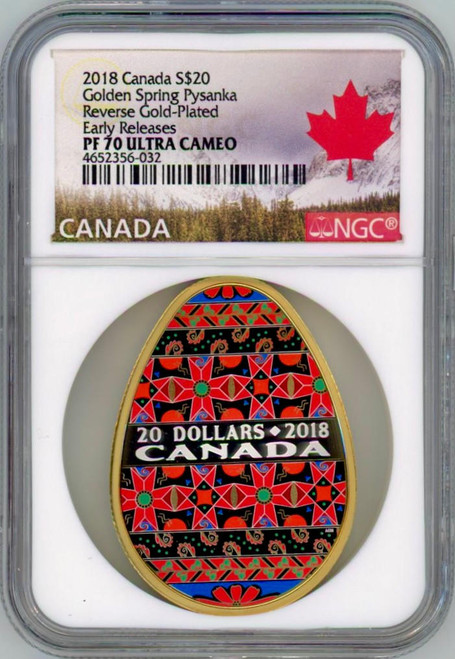 2018 Canada S$20
Golden Spring Pysanka
Reverse Gold-Plated
Early Releases
PF 70 ULTRA CAMEO
4652356-032
CANADA
NGC®
20 DOLLARS ◆ 2018
CANADA